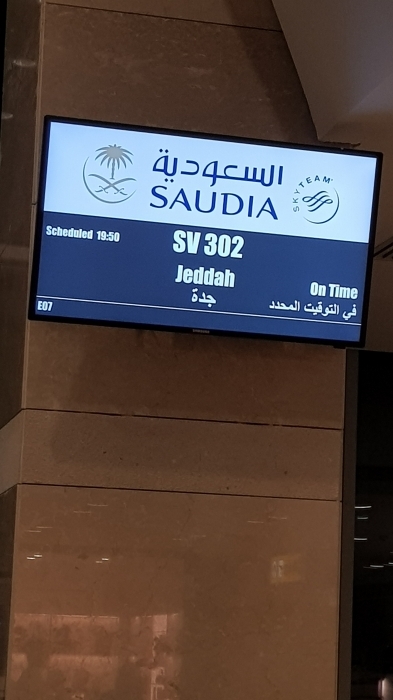 السعودية
SAUDIA
SKYTEAM
Scheduled 19:50
SV 302
Jeddah
جدة
On Time
في التوقيت المحدد
E07